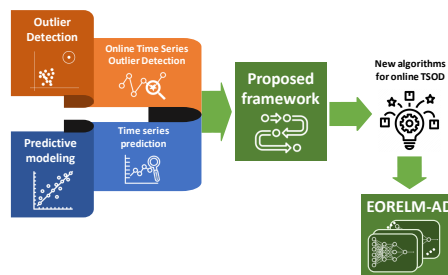 Outlier
Detection
Online Time Series
Outlier Detection
Predictive
modeling
Time series
prediction
Proposed
framework
New algorithms
for online TSOD
EORELM-AD